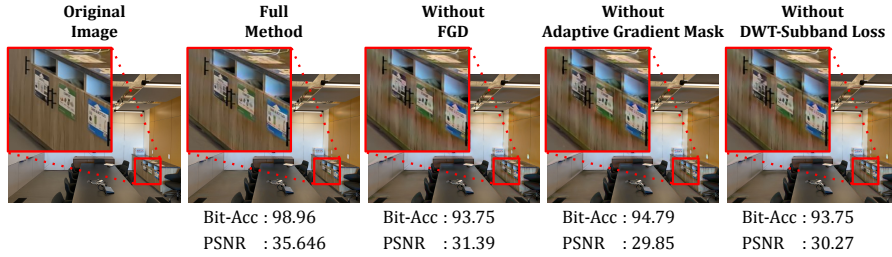 Original Image
Full Method
Without FGD
Without Adaptive Gradient Mask
Without DWT-Subband Loss
Bit-Acc : 98.96
PSNR : 35.646
Bit-Acc : 93.75
PSNR : 31.39
Bit-Acc : 94.79
PSNR : 29.85
Bit-Acc : 93.75
PSNR : 30.27